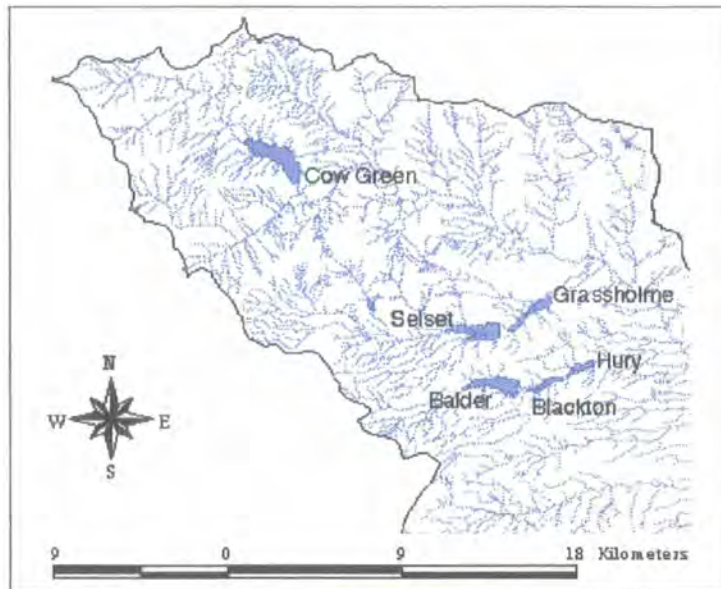 Cow Green
Grassholme
Selset
Hury
Balder
Blackton
N
W E
S
9 0 9 18 Kilometers